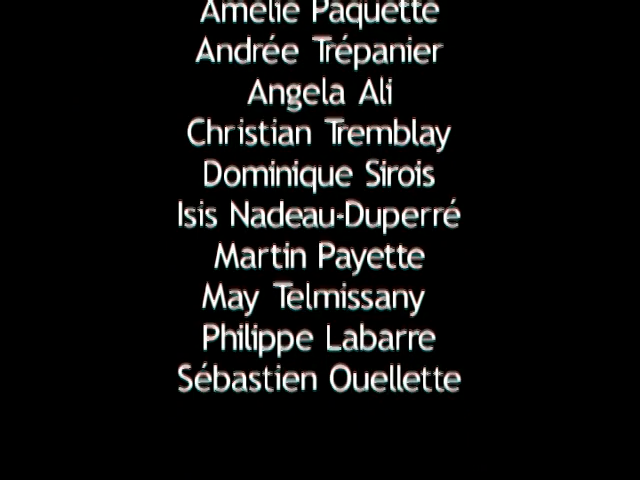 Amélie Paquette
Andrée Trépanier
Angela Ali
Christian Tremblay
Dominique Sirois
Isis Nadeau-Duperré
Martin Payette
May Telmissany
Philippe Labarre
Sébastien Ouellette